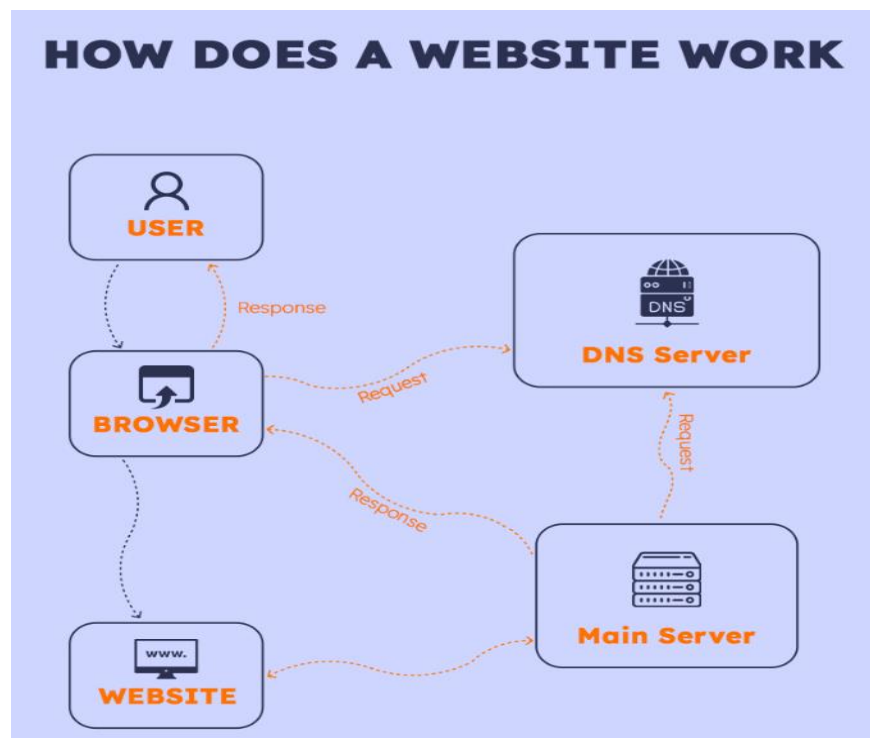 HOW DOES A WEBSITE WORK
USER
Response
DNS
DNS Server
Request
BROWSER
Request
Response
Main Server
www.
WEBSITE